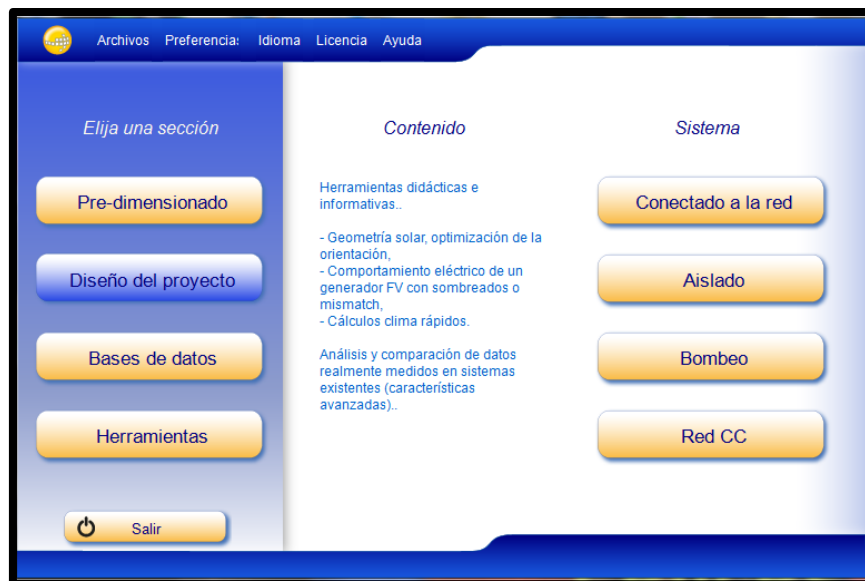 Archivos Preferencia: Idioma Licencia Ayuda
Elija una sección
Pre-dimensionado
Diseño del proyecto
Bases de datos
Herramientas
Salir
Contenido
Herramientas didácticas e
informativas..
- Geometría solar, optimización de la
orientación,
- Comportamiento eléctrico de un
generador FV con sombreados o
mismatch,
- Cálculos clima rápidos.
Análisis y comparación de datos
realmente medidos en sistemas
existentes (características
avanzadas)..
Sistema
Conectado a la red
Aislado
Bombeo
Red CC